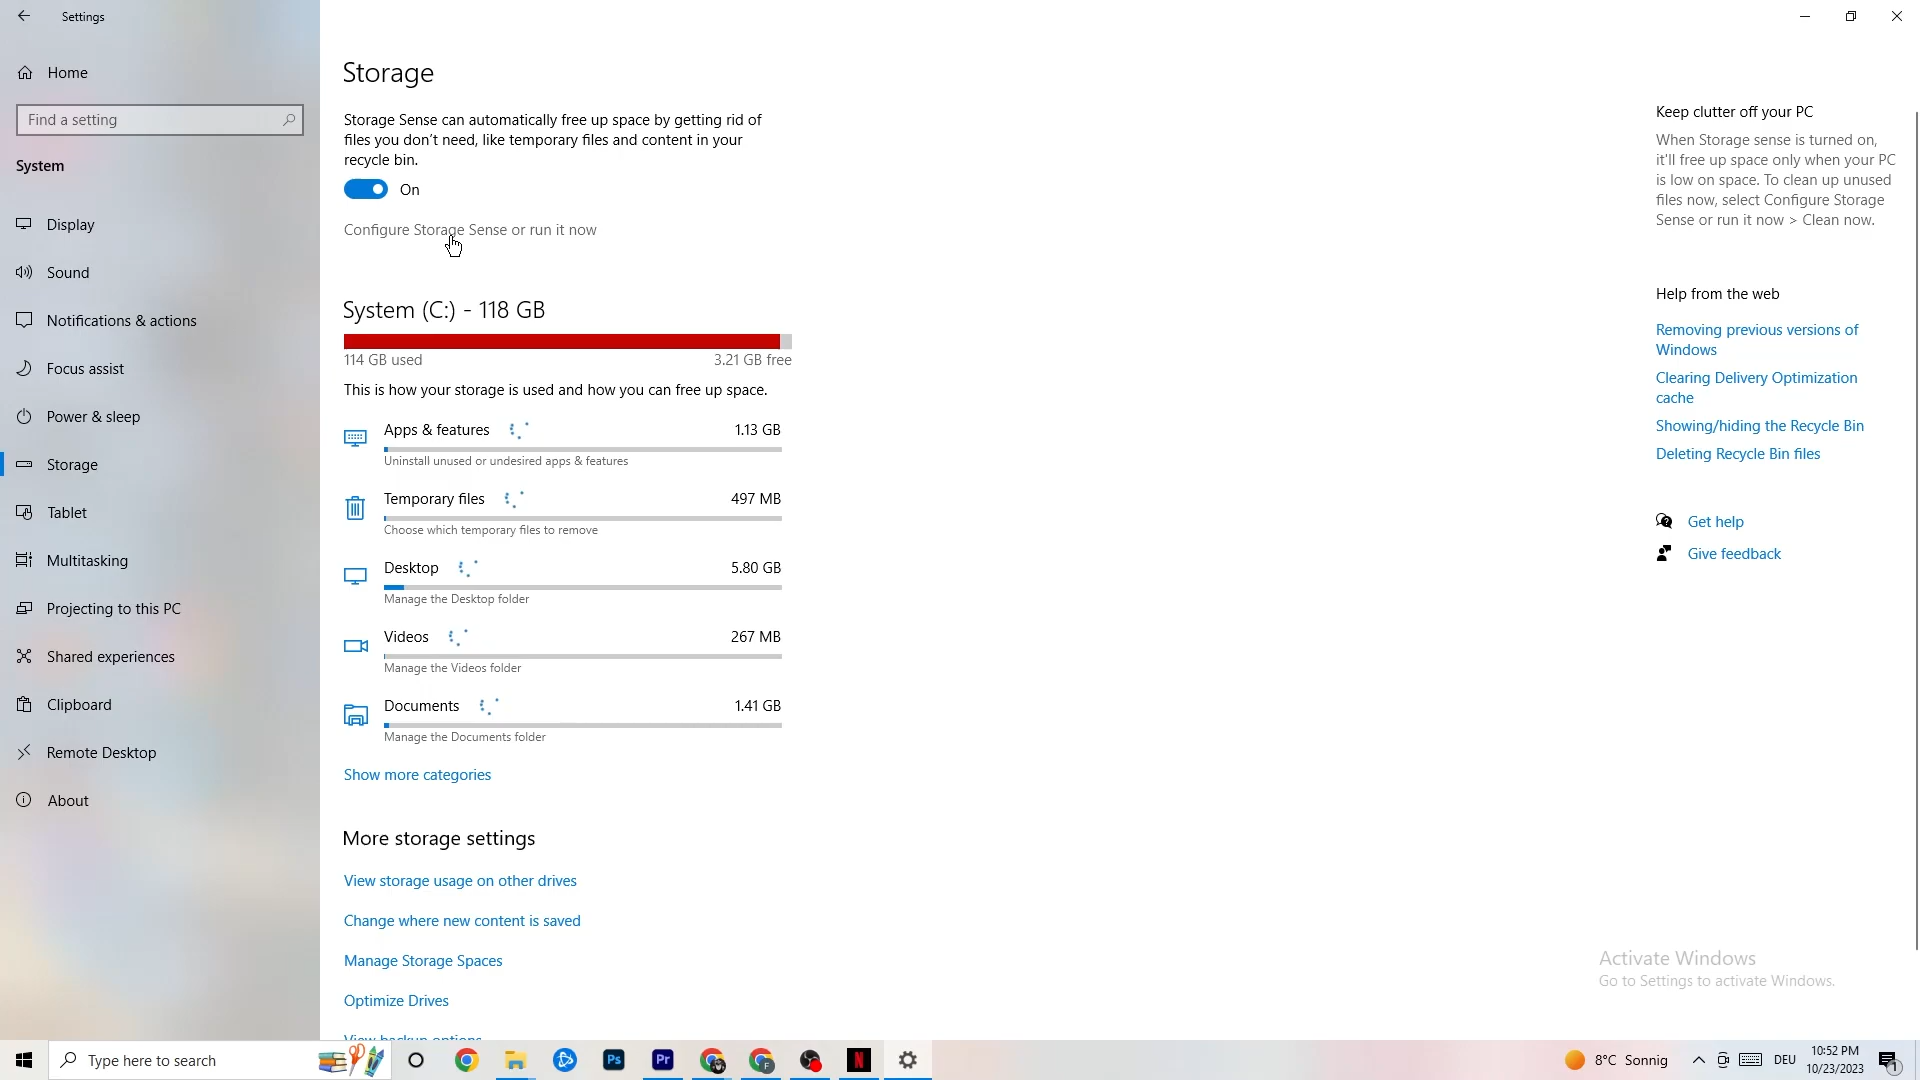 Settings
Home
Find a setting
System
Display
Sound
Notifications & actions
Focus assist
Power & sleep
Storage
Tablet
Multitasking
Projecting to this PC
Shared experiences
Clipboard
Remote Desktop
About
Storage
Storage Sense can automatically free up space by getting rid of
files you don't need, like temporary files and content in your
recycle bin.
On
Configure Storage Sense or run it now
System (C:) - 118 GB
114 GB used
3.21 GB free
This is how your storage is used and how you can free up space.
Apps & features
1.13 GB
Uninstall unused or undesired apps & features
Temporary files
497 MB
Choose which temporary files to remove
Desktop
5.80 GB
Manage the Desktop folder
Videos
267 MB
Manage the Videos folder
Documents
1.41 GB
Manage the Documents folder
Show more categories
More storage settings
View storage usage on other drives
Change where new content is saved
Manage Storage Spaces
Optimize Drives
View backup options
Keep clutter off your PC
When Storage sense is turned on,
it'll free up space only when your PC
is low on space. To clean up unused
files now, select Configure Storage
Sense or run it now > Clean now.
Help from the web
Removing previous versions of
Windows
Clearing Delivery Optimization
cache
Showing/hiding the Recycle Bin
Deleting Recycle Bin files
Get help
Give feedback
Activate Windows
Go to Settings to activate Windows.
Type here to search
Ps
Pr
F
N
8°C Sonnig
DEU
10:52 PM
10/23/2023
1